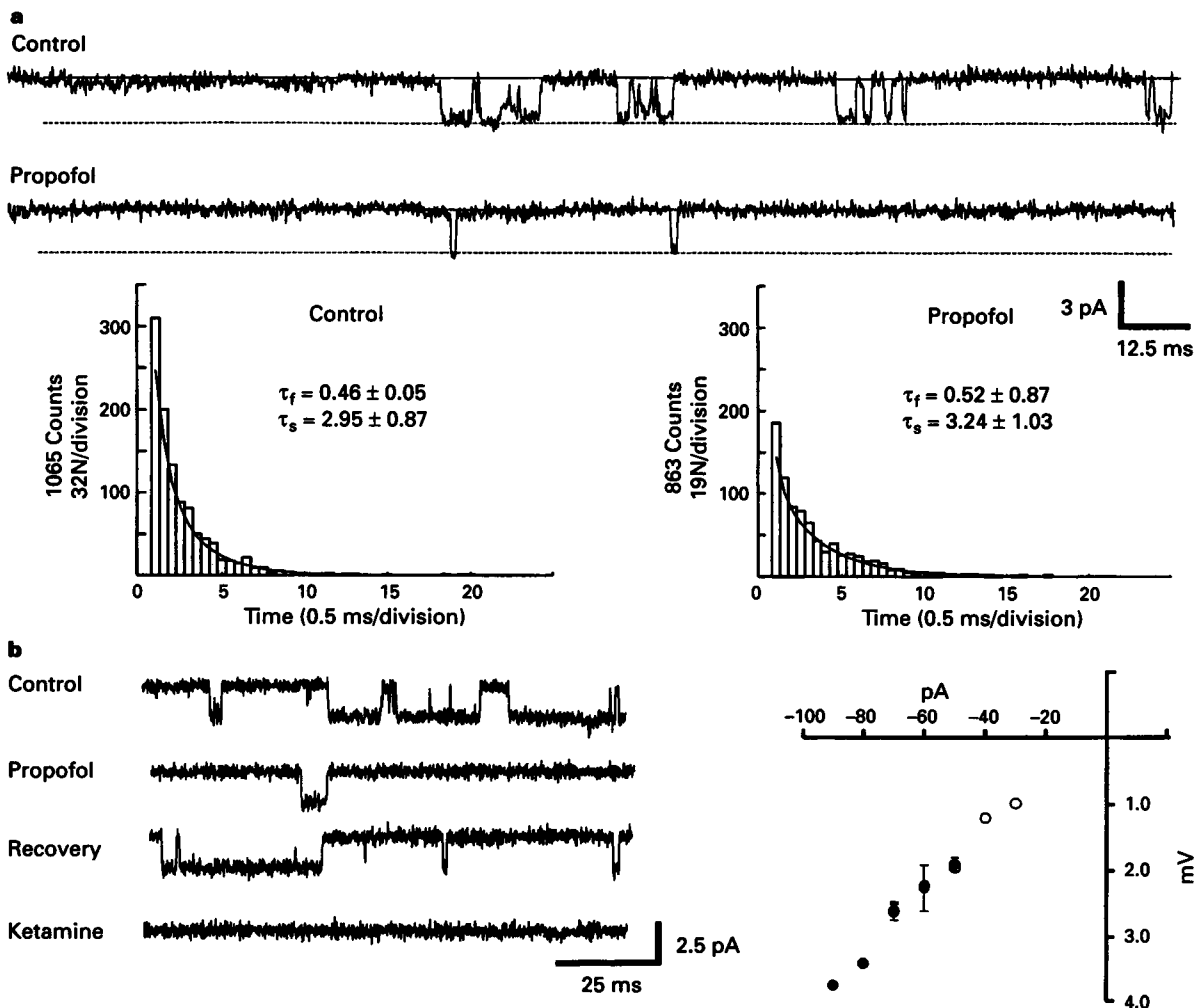 a
Control
Propofol
Control
300
200
100
1065 Counts
32N/division
τf = 0.46 ± 0.05
τs = 2.95 ± 0.87
0 5 10 15 20
Time (0.5 ms/division)
Propofol
300
200
100
863 Counts
19N/division
τf = 0.52 ± 0.87
τs = 3.24 ± 1.03
0 5 10 15 20
Time (0.5 ms/division)
3 pA
12.5 ms
b
Control
Propofol
Recovery
Ketamine
2.5 pA
25 ms
pA
−100 −80 −60 −40 −20
1.0
2.0
3.0
4.0
mV